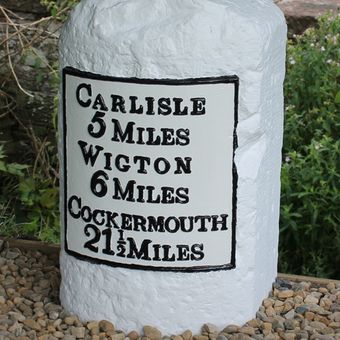 CARLISLE
5 MILES
WIGTON
6 MILES
COCKERMOUTH
21½ MILES